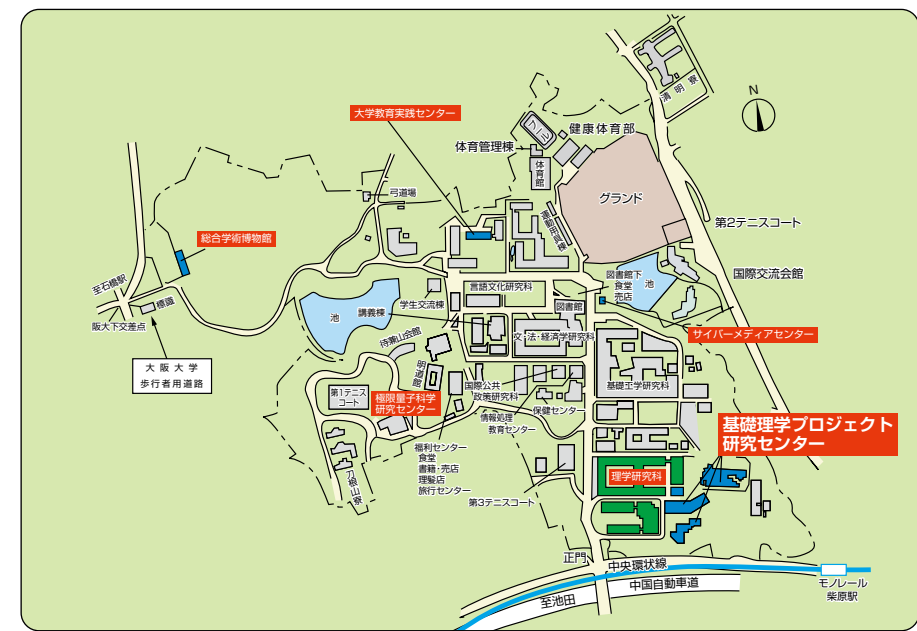 清明寮
N
大学教育実践センター
プール
健康体育部
体育管理棟
体育館
弓道場
グランド
運動用具棟
第2テニスコート
総合学術博物館
至石橋駅
標識
阪大下交差点
大阪大学
歩行者用道路
国際交流会館
図書館下
食堂
売店
池
言語文化研究科
学生交流棟
図書館
池
講義棟
文・法・経済学研究科
サイバーメディアセンター
待兼山会館
明道館
国際公共
政策研究科
基礎工学研究科
第1テニス
コート
極限量子科学
研究センター
情報処理
教育センター
保健センター
基礎理学プロジェクト
研究センター
福利センター
食堂
書籍・売店
理髪店
旅行センター
刀根山寮
理学研究科
第3テニスコート
正門
中央環状線
中国自動車道
至池田
モノレール
柴原駅